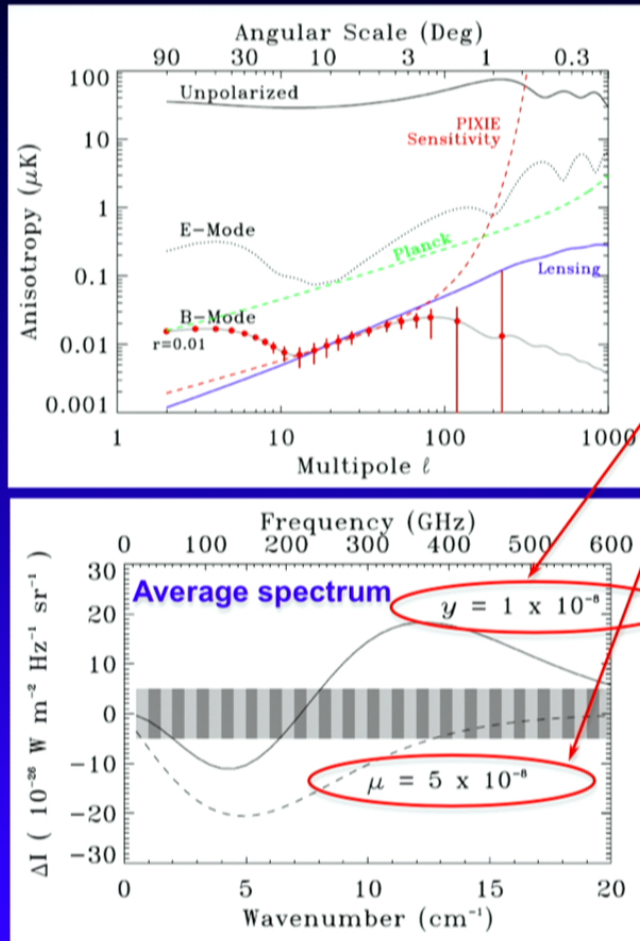 Angular Scale (Deg)
90 30 10 3 1 0.3
100
10
1
0.1
0.01
0.001
Anisotropy (μK)
Unpolarized
PIXIE
Sensitivity
E-Mode
Planck
Lensing
B-Mode
r=0.01
1 10 100 1000
Multipole ℓ
Frequency (GHz)
0 100 200 300 400 500 600
30
20
10
0
−10
−20
−30
ΔI ( 10⁻²⁶ W m⁻² Hz⁻¹ sr⁻¹ )
Average spectrum
y = 1 x 10⁻⁸
μ = 5 x 10⁻⁸
0 5 10 15 20
Wavenumber (cm⁻¹)